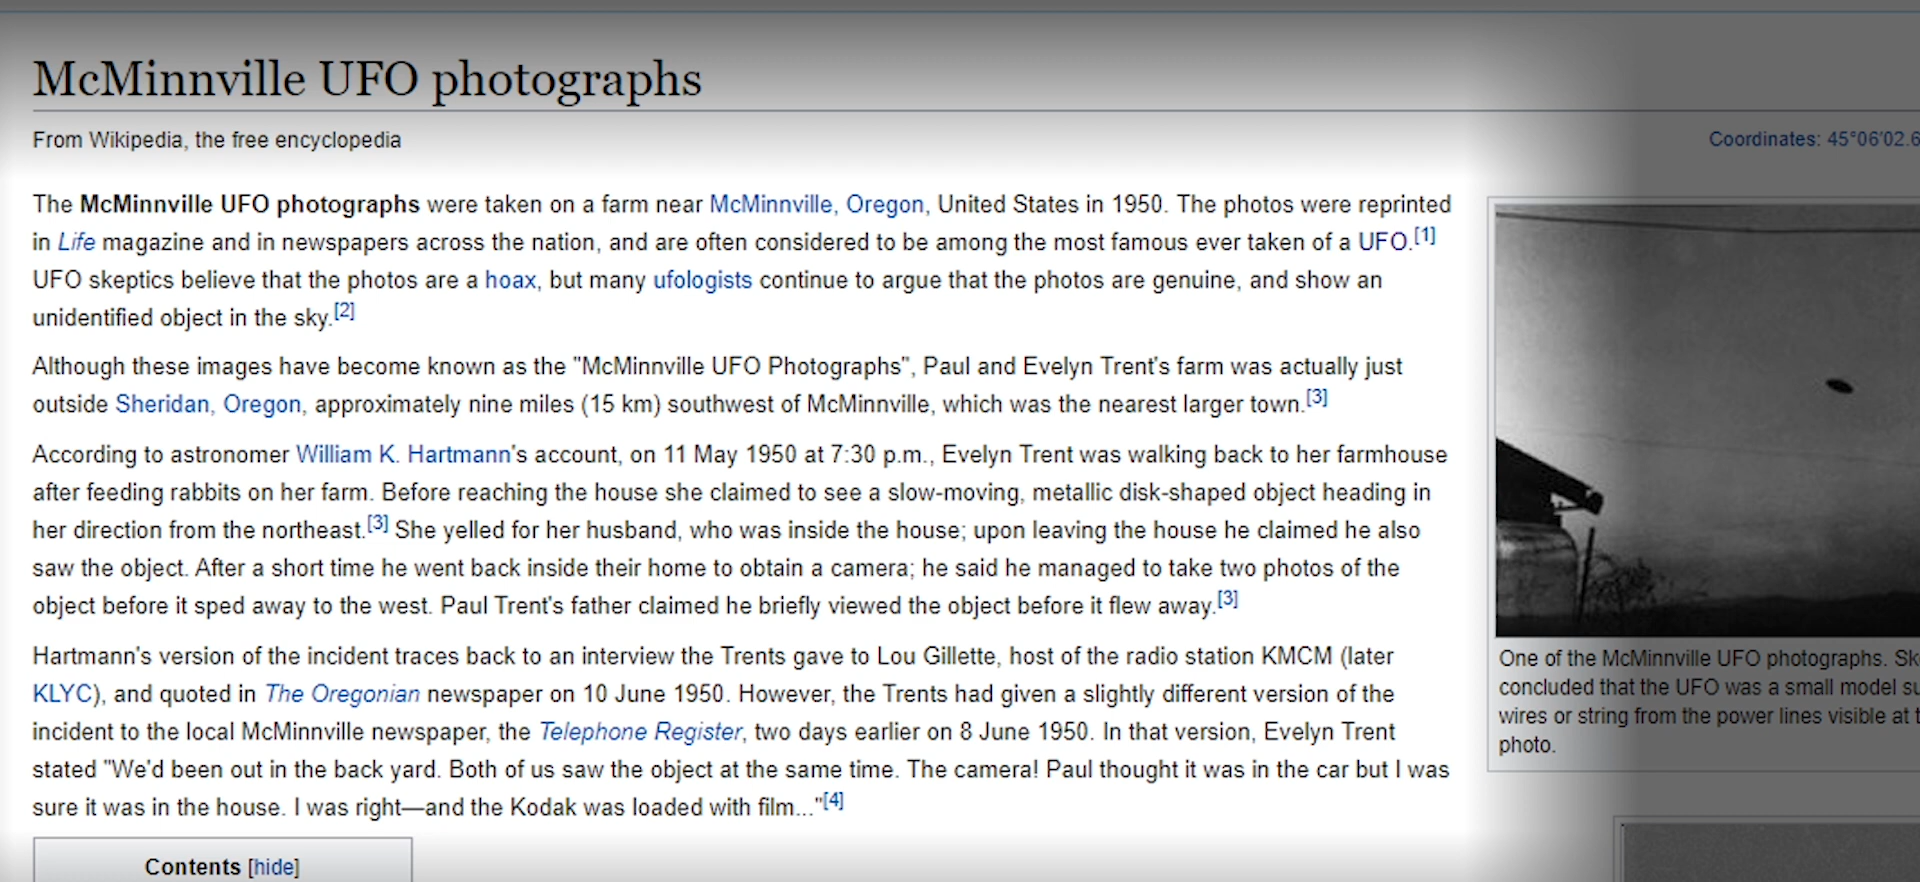 McMinnville UFO photographs
From Wikipedia, the free encyclopedia
Coordinates: 45°06′02.6
The McMinnville UFO photographs were taken on a farm near McMinnville, Oregon, United States in 1950. The photos were reprinted
in Life magazine and in newspapers across the nation, and are often considered to be among the most famous ever taken of a UFO.[1]
UFO skeptics believe that the photos are a hoax, but many ufologists continue to argue that the photos are genuine, and show an
unidentified object in the sky.[2]
Although these images have become known as the "McMinnville UFO Photographs", Paul and Evelyn Trent's farm was actually just
outside Sheridan, Oregon, approximately nine miles (15 km) southwest of McMinnville, which was the nearest larger town.[3]
According to astronomer William K. Hartmann's account, on 11 May 1950 at 7:30 p.m., Evelyn Trent was walking back to her farmhouse
after feeding rabbits on her farm. Before reaching the house she claimed to see a slow-moving, metallic disk-shaped object heading in
her direction from the northeast.[3] She yelled for her husband, who was inside the house; upon leaving the house he claimed he also
saw the object. After a short time he went back inside their home to obtain a camera; he said he managed to take two photos of the
object before it sped away to the west. Paul Trent's father claimed he briefly viewed the object before it flew away.[3]
Hartmann's version of the incident traces back to an interview the Trents gave to Lou Gillette, host of the radio station KMCM (later
KLYC), and quoted in The Oregonian newspaper on 10 June 1950. However, the Trents had given a slightly different version of the
incident to the local McMinnville newspaper, the Telephone Register, two days earlier on 8 June 1950. In that version, Evelyn Trent
stated "We'd been out in the back yard. Both of us saw the object at the same time. The camera! Paul thought it was in the car but I was
sure it was in the house. I was right—and the Kodak was loaded with film..."[4]
Contents [hide]
One of the McMinnville UFO photographs. Sk
concluded that the UFO was a small model su
wires or string from the power lines visible at t
photo.